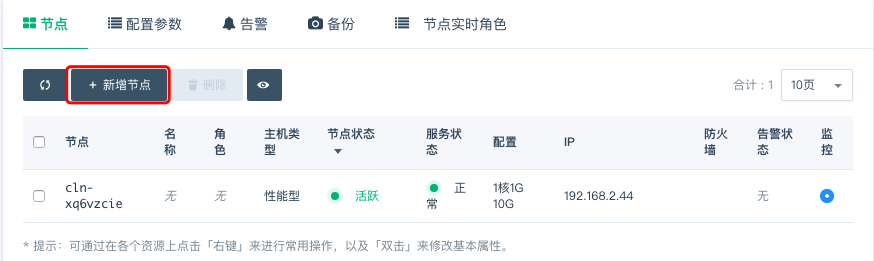 节点 配置参数 告警 备份 节点实时角色
+ 新增节点 删除 合计 : 1 10页
节点 名称 角色 主机类型 节点状态 服务状态 配置 IP 防火墙 告警状态 监控
cln-xq6vzcie 无 无 性能型 活跃 正常 1核1G 10G 192.168.2.44 无
* 提示：可通过在各个资源上点击「右键」来进行常用操作，以及「双击」来修改基本属性。